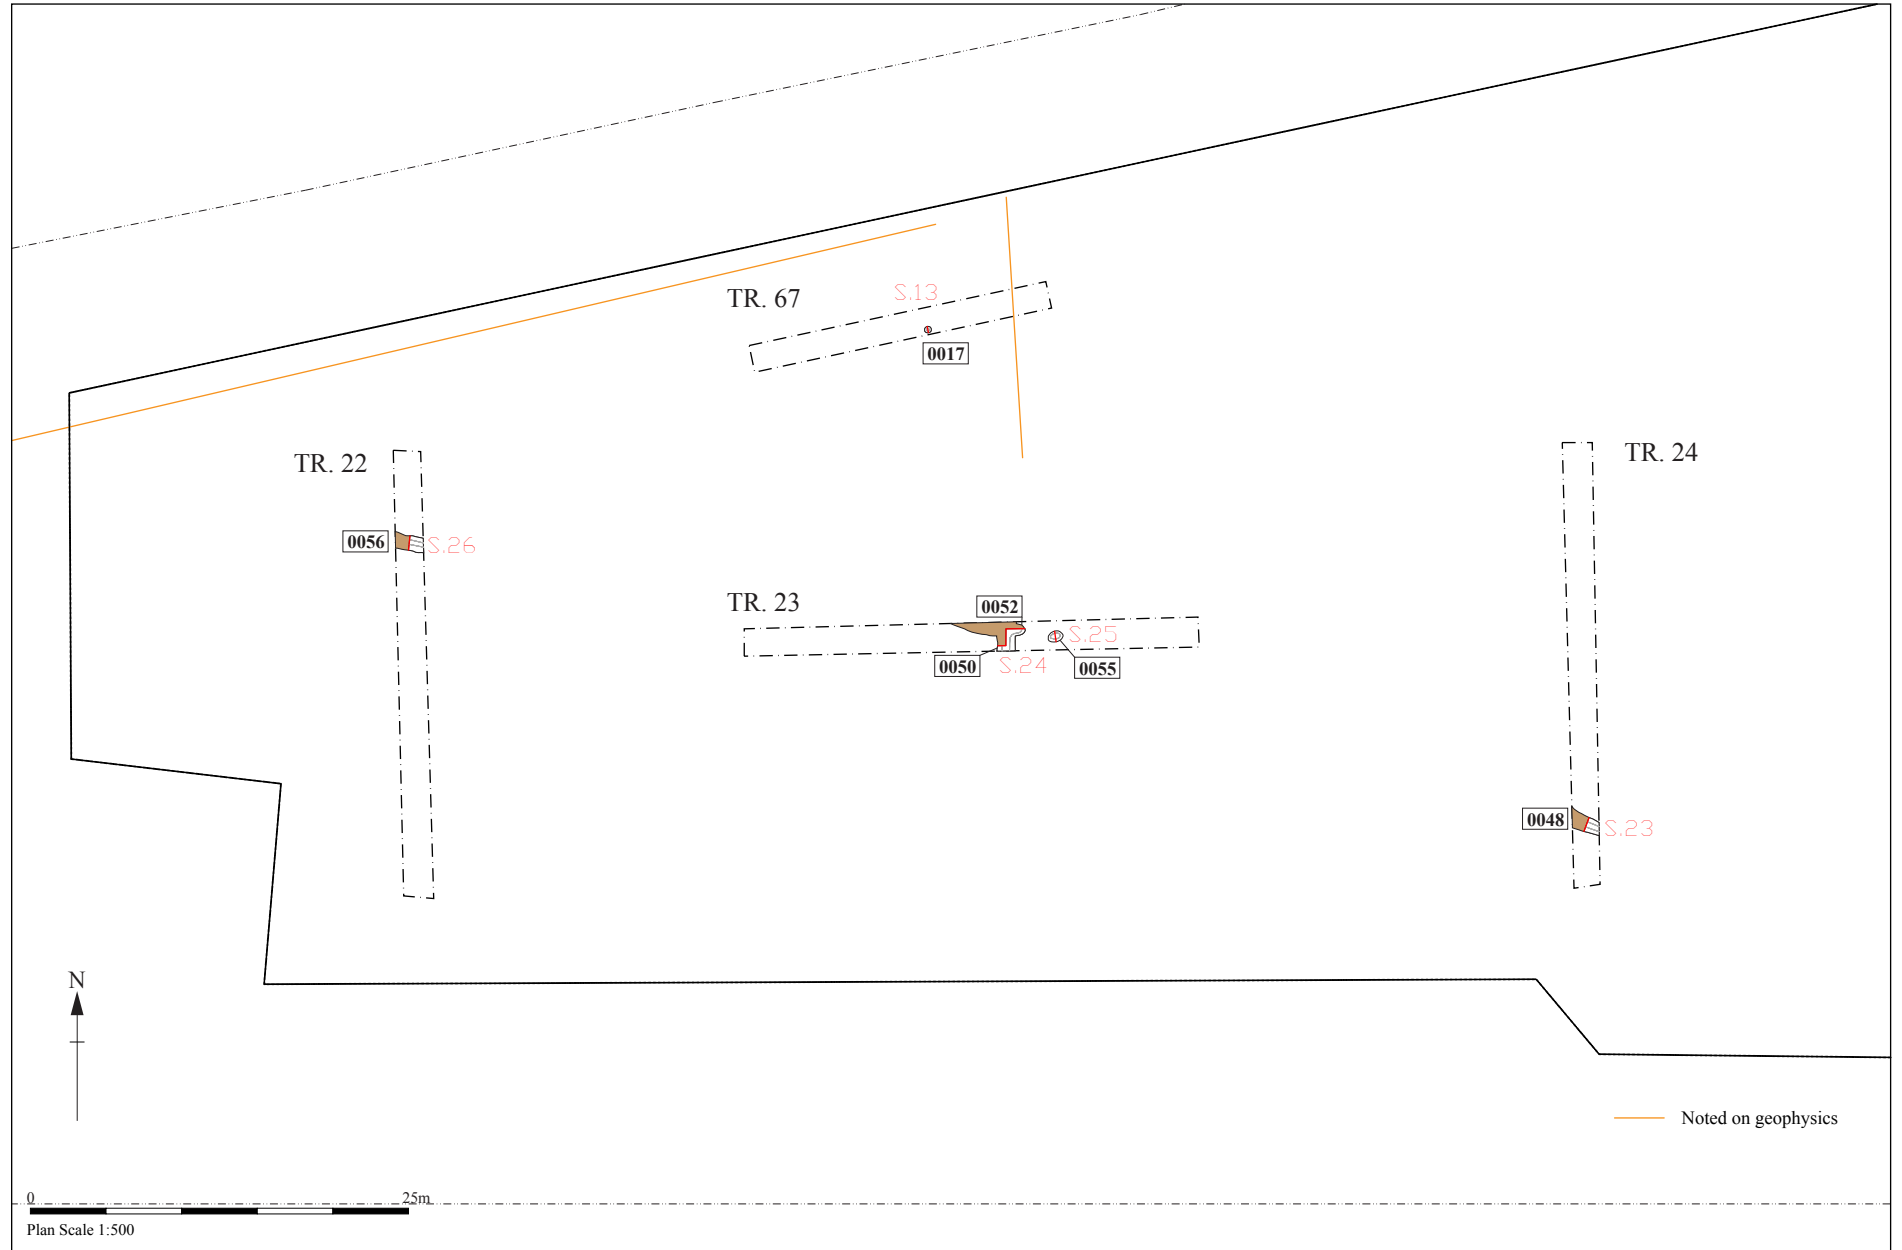 S.13
TR. 67
0017
TR. 22
TR. 24
0056
S.26
TR. 23
0052
S.25
0050
S.24
0055
0048
S.23
N
Noted on geophysics
0
25m
Plan Scale 1:500